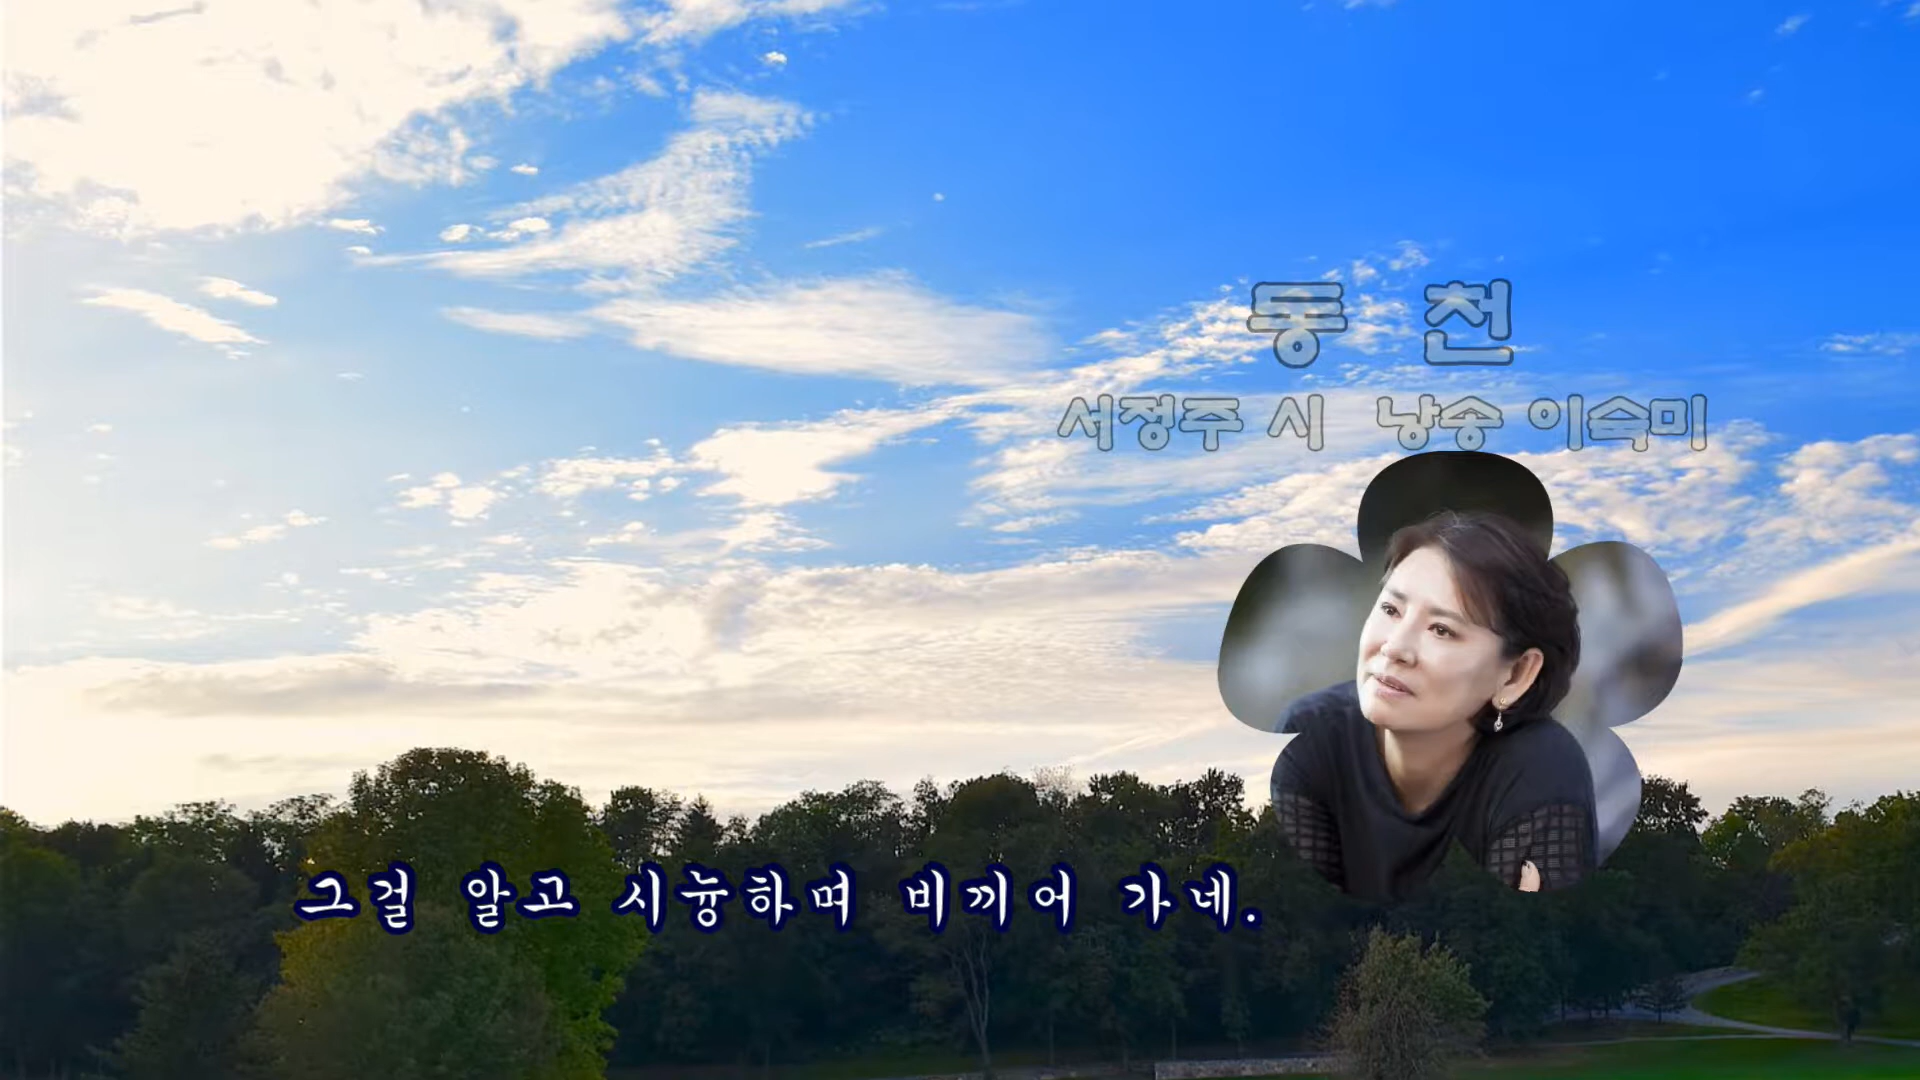 동 천
서정주 시 낭송 이숙미
그걸 알고 시늉하며 비끼어 가네.